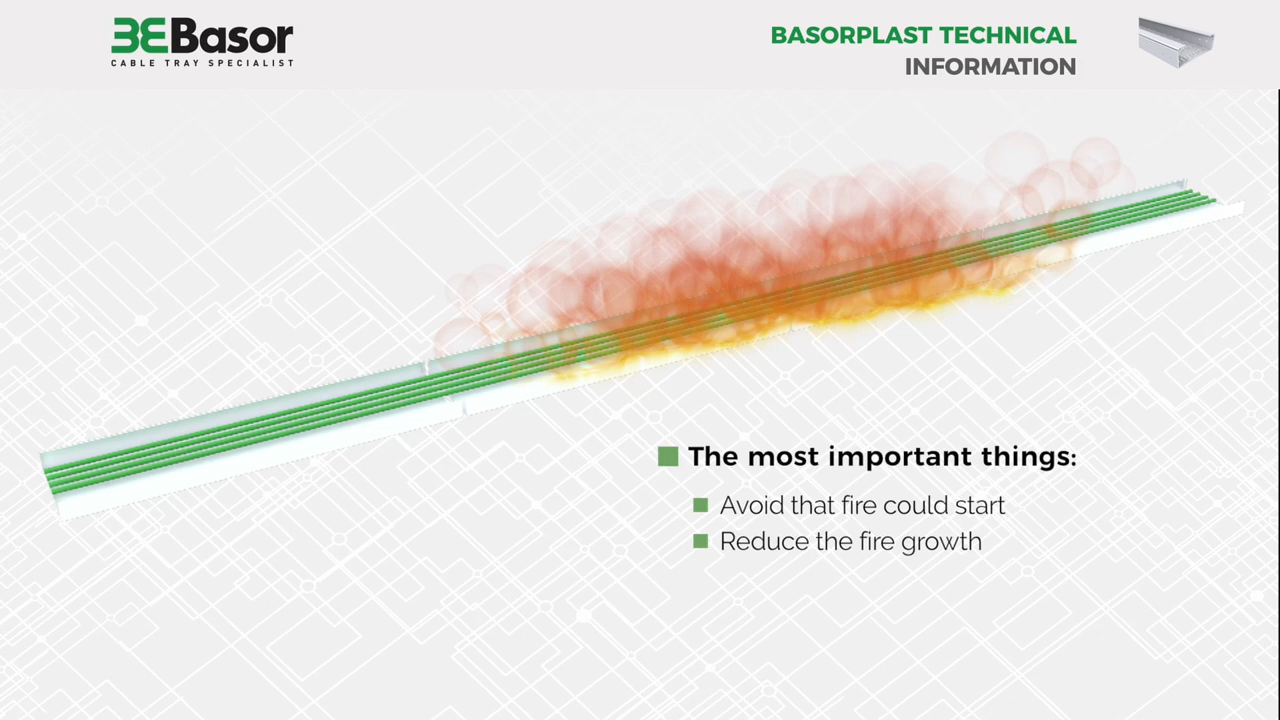 BEBasor
CABLE TRAY SPECIALIST
BASORPLAST TECHNICAL
INFORMATION
The most important things:
Avoid that fire could start
Reduce the fire growth